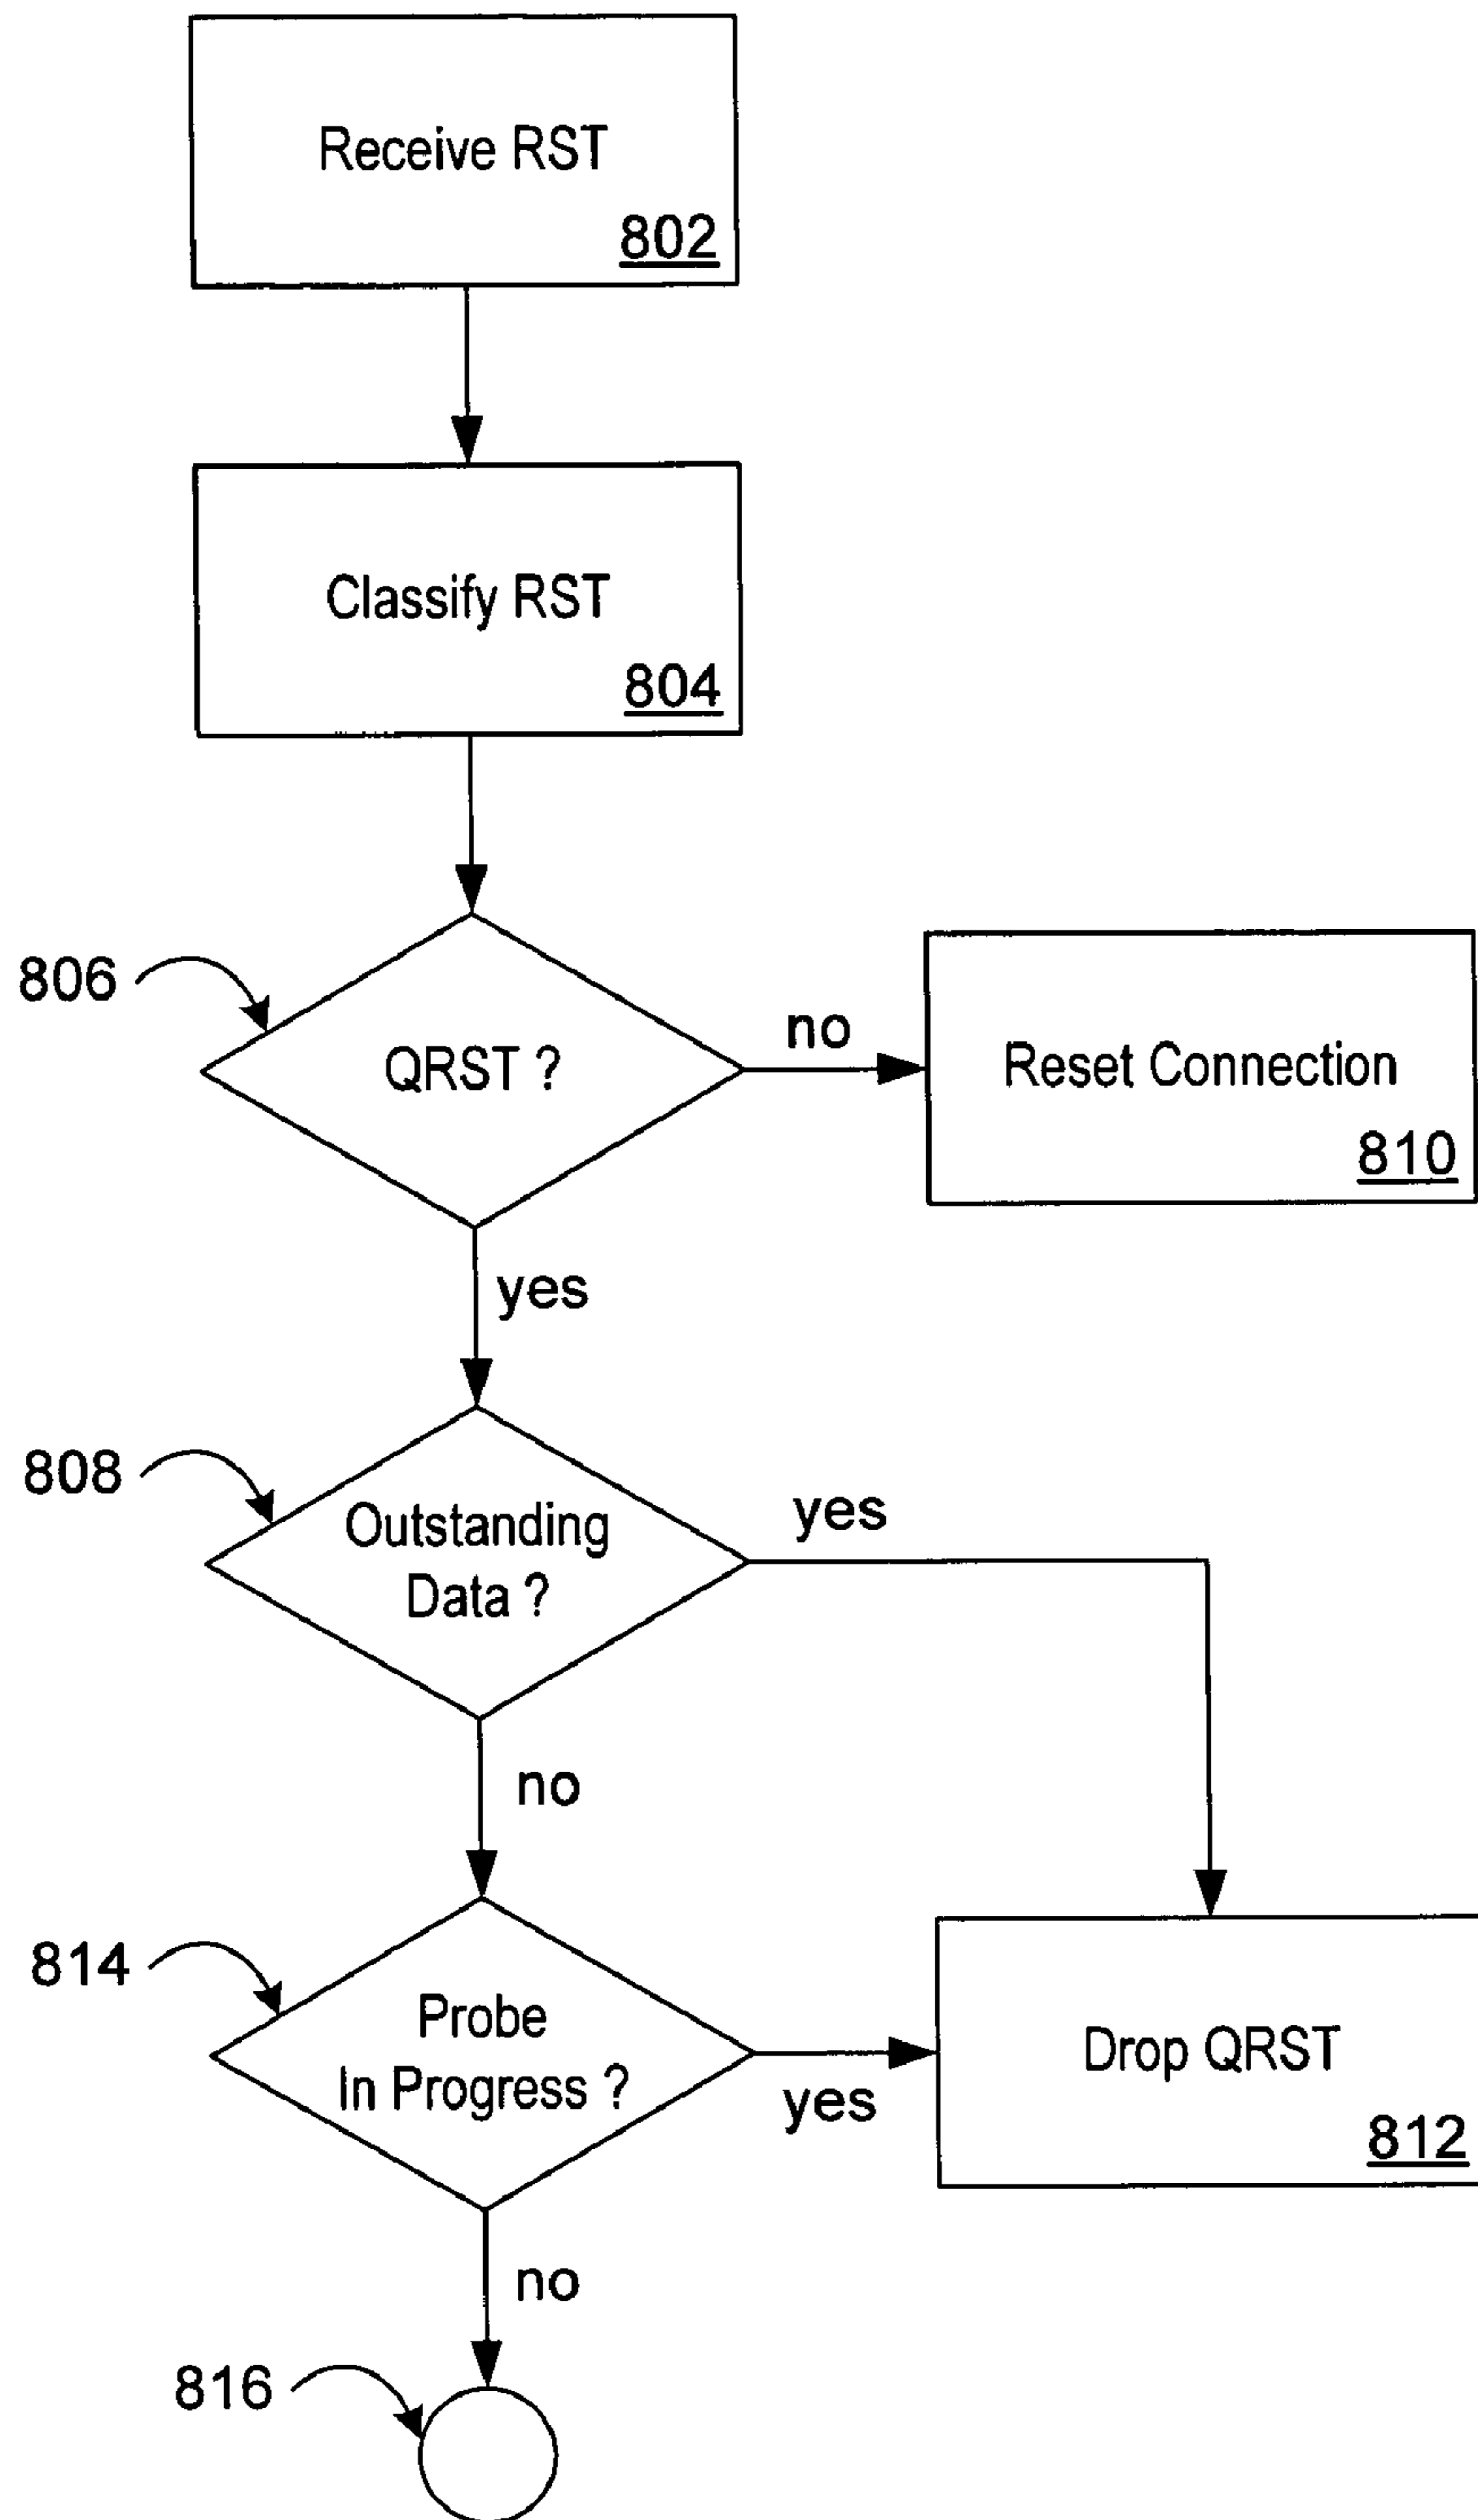 Receive RST
802
Classify RST
804
806
QRST ?
no
Reset Connection
810
yes
808
Outstanding
Data ?
yes
no
814
Probe
In Progress ?
yes
Drop QRST
812
no
816